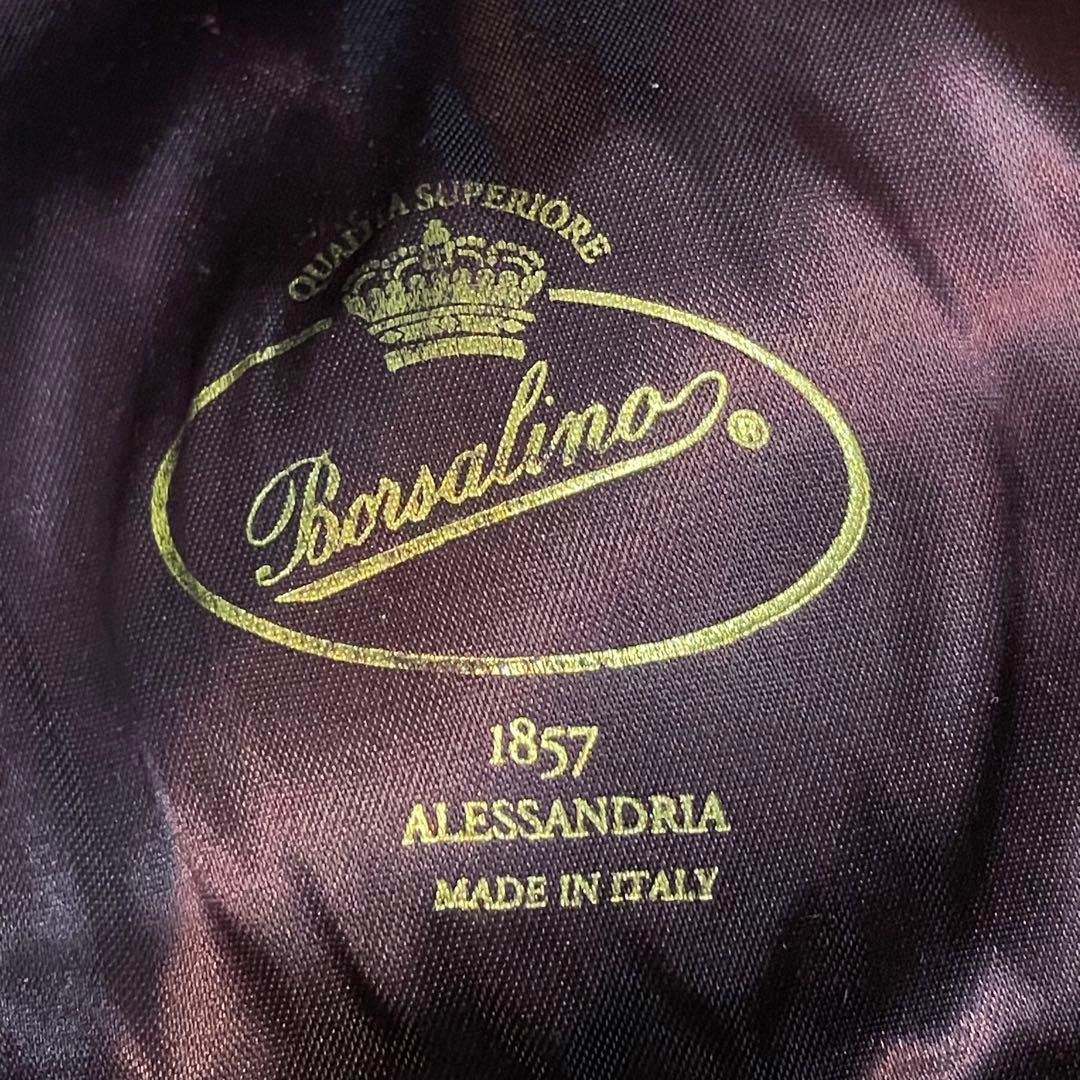 QUALITA SUPERIORE
Borsalino®
1857
ALESSANDRIA
MADE IN ITALY